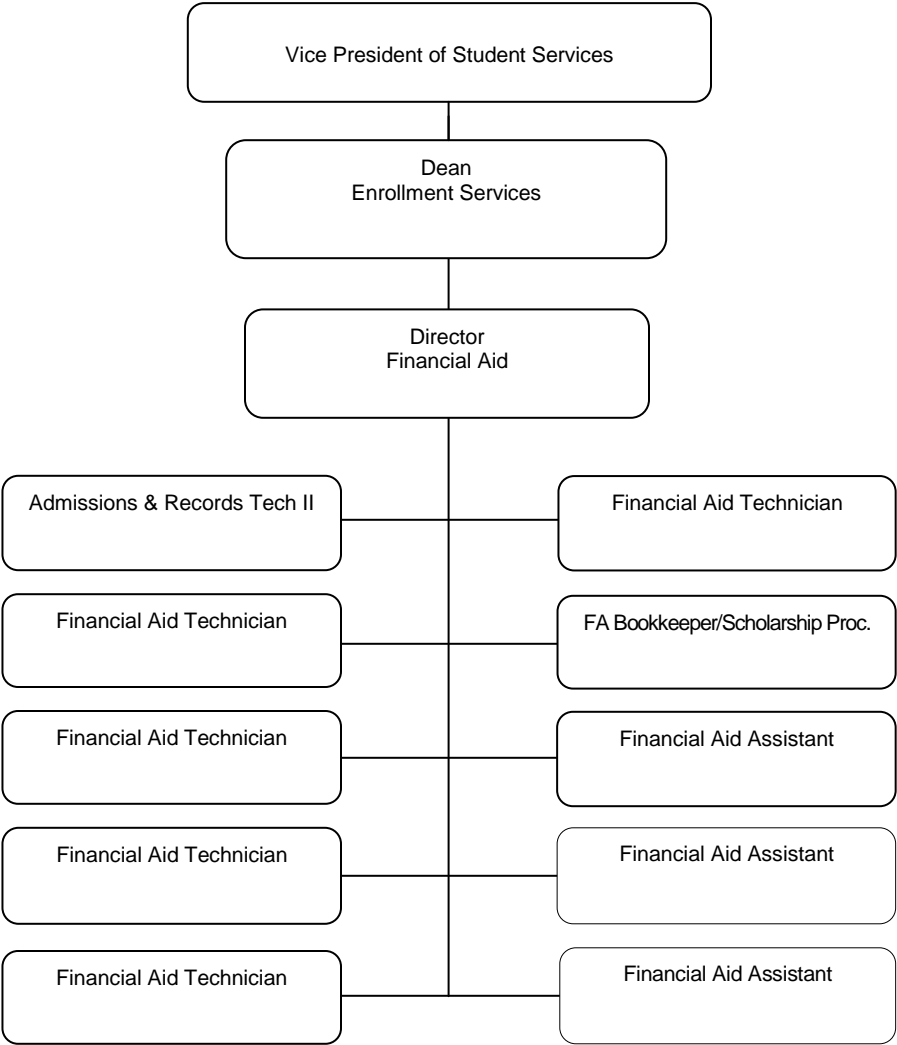 Vice President of Student Services
Dean
Enrollment Services
Director
Financial Aid
Admissions & Records Tech II
Financial Aid Technician
Financial Aid Technician
FA Bookkeeper/Scholarship Proc.
Financial Aid Technician
Financial Aid Assistant
Financial Aid Technician
Financial Aid Assistant
Financial Aid Technician
Financial Aid Assistant